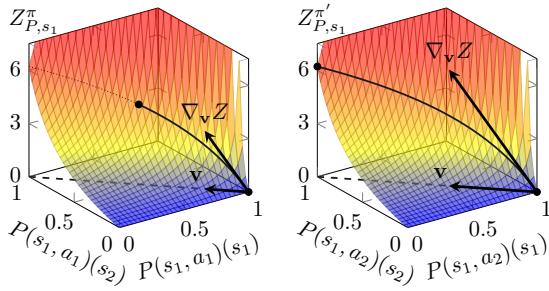 Z^π_{P,s_1}
6
3
0
1
0.5
0
0
0.5
1
∇_v Z
v
P(s_1, a_1)(s_2)
P(s_1, a_1)(s_1)
Z^{π′}_{P,s_1}
6
3
0
1
0.5
0
0
0.5
1
∇_v Z
v
P(s_1, a_2)(s_2)
P(s_1, a_2)(s_1)